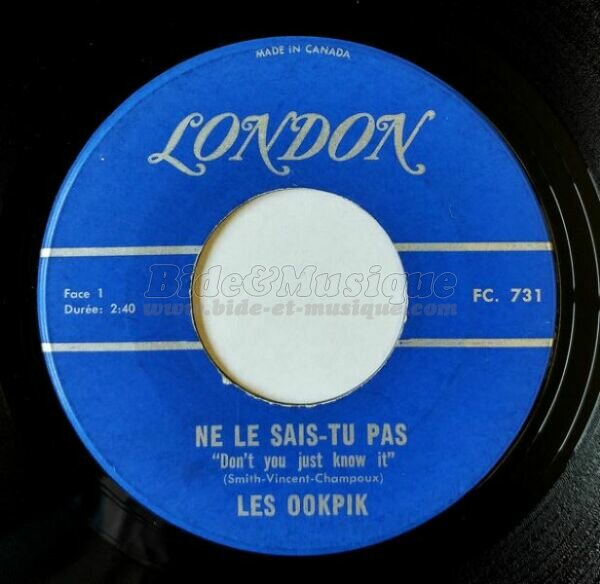 MADE IN CANADA
LONDON
Bide&Musique
www.bide-et-musique.com
Face 1
Durée: 2:40
FC. 731
NE LE SAIS-TU PAS
"Don't you just know it"
(Smith-Vincent-Champoux)
LES OOKPIK